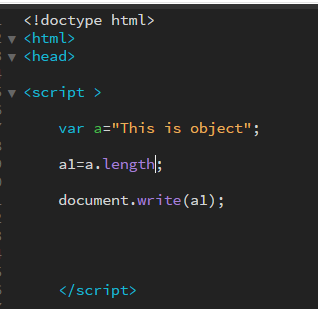 <!doctype html>
<html>
<head>
<script >
var a="This is object";
a1=a.length;
document.write(a1);
</script>